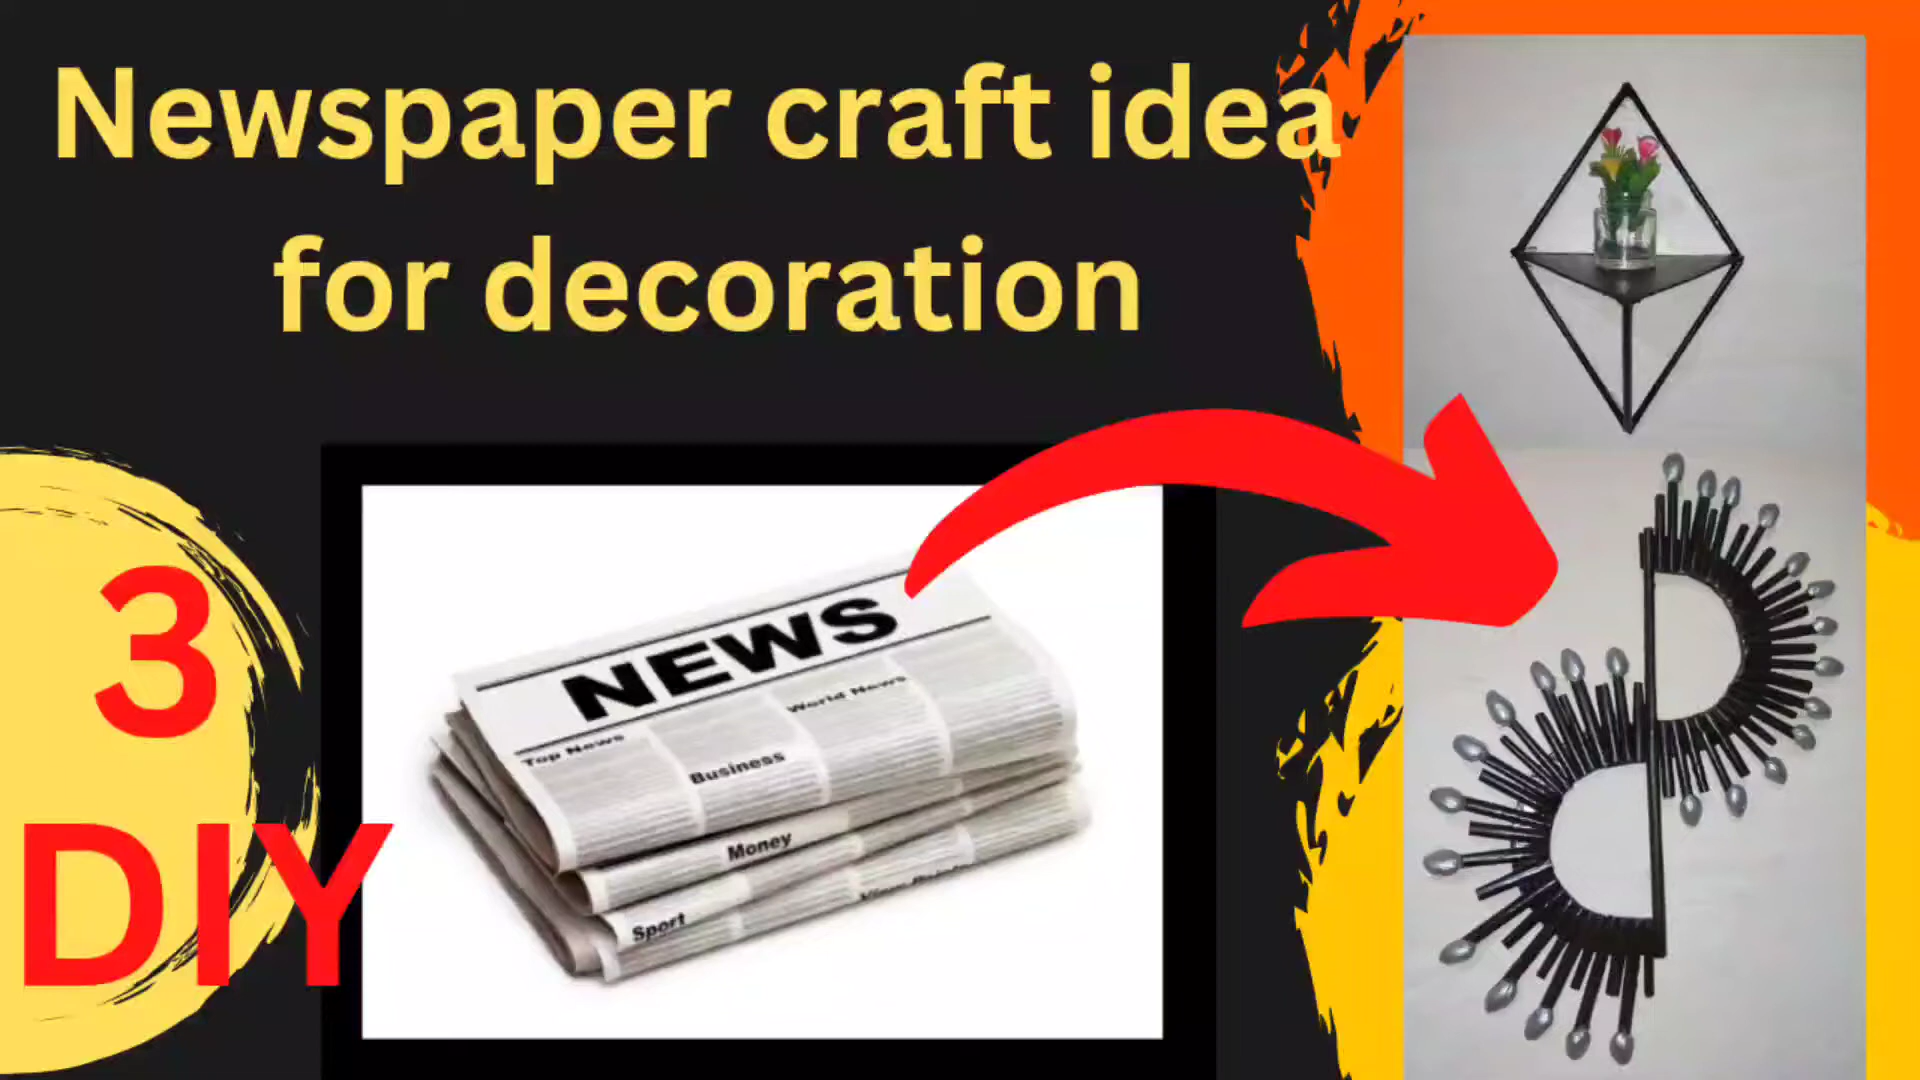 Newspaper craft idea
for decoration
3
DIY
NEWS
Top News
World News
Business
Money
Sport